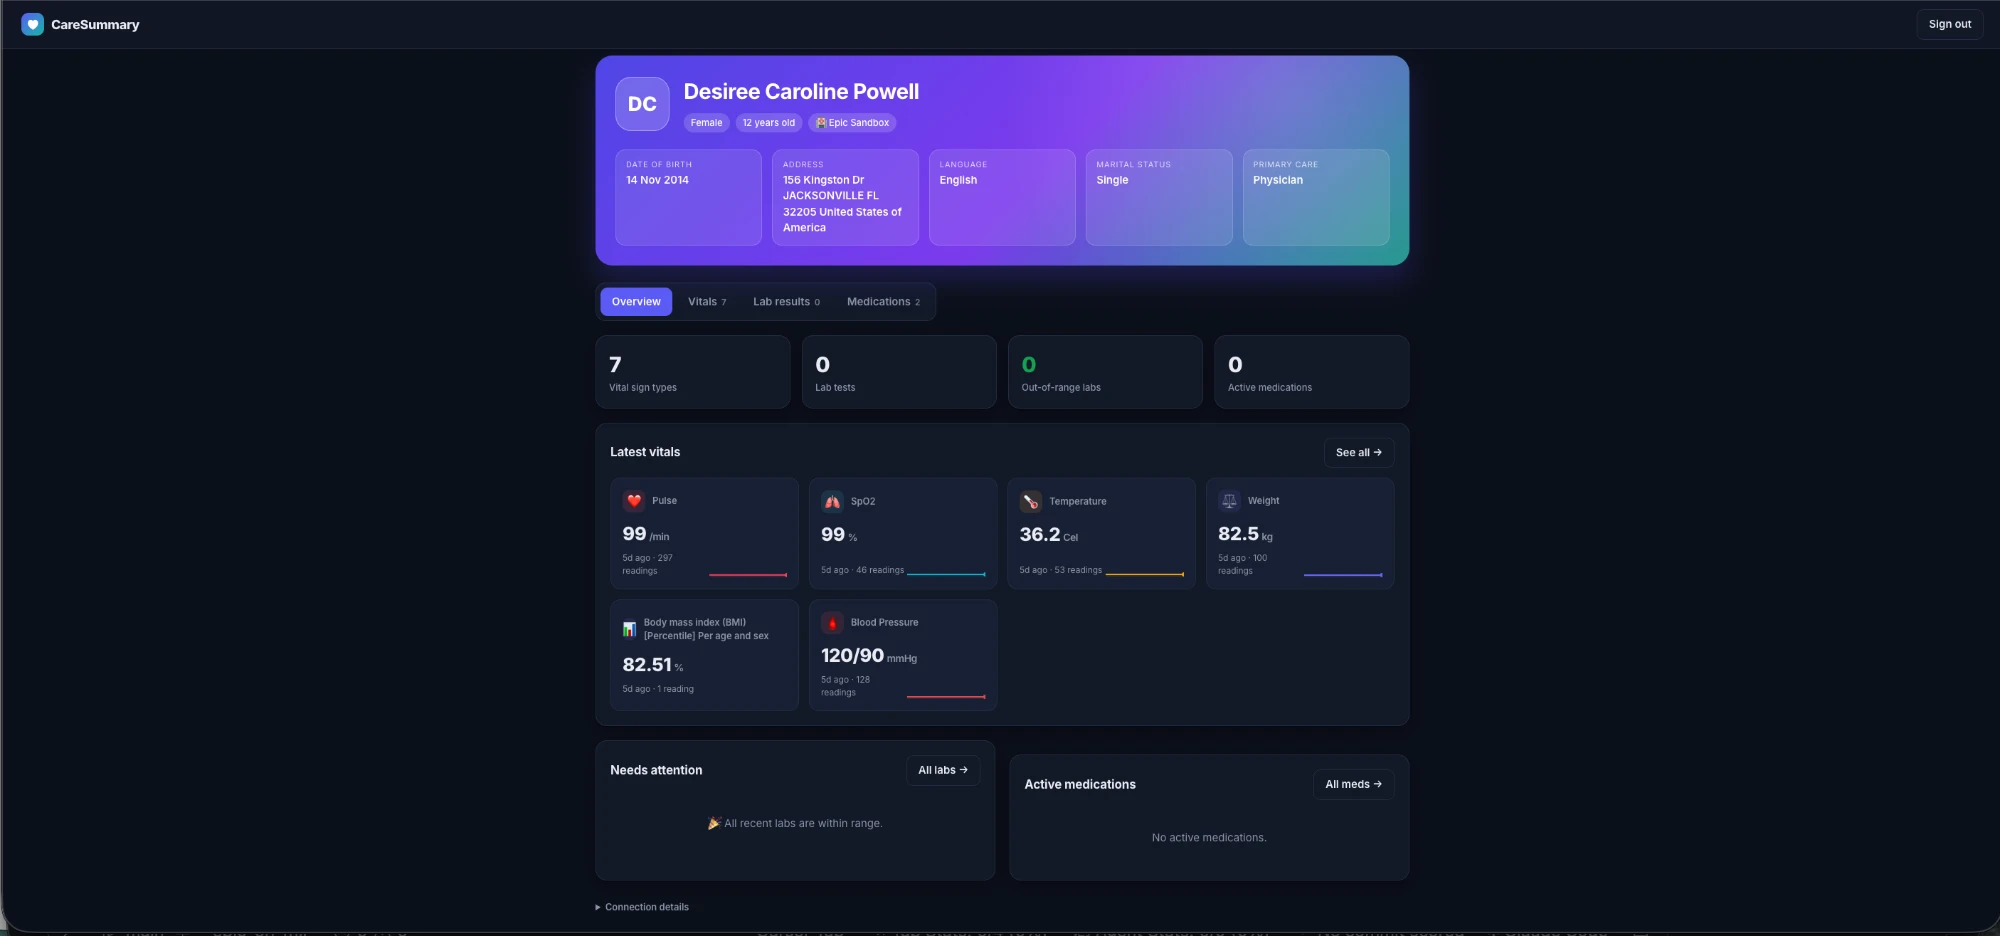 CareSummary
Sign out
DC
Desiree Caroline Powell
Female
12 years old
Epic Sandbox
DATE OF BIRTH
14 Nov 2014
ADDRESS
156 Kingston Dr
JACKSONVILLE FL
32205 United States of
America
LANGUAGE
English
MARITAL STATUS
Single
PRIMARY CARE
Physician
Overview
Vitals 7
Lab results 0
Medications 2
7
Vital sign types
0
Lab tests
0
Out-of-range labs
0
Active medications
Latest vitals
See all →
Pulse
99 /min
5d ago · 297
readings
SpO2
99 %
5d ago · 46 readings
Temperature
36.2 Cel
5d ago · 53 readings
Weight
82.5 kg
5d ago · 100
readings
Body mass index (BMI)
[Percentile] Per age and sex
82.51 %
5d ago · 1 reading
Blood Pressure
120/90 mmHg
5d ago · 128
readings
Needs attention
All labs →
All recent labs are within range.
Active medications
All meds →
No active medications.
Connection details